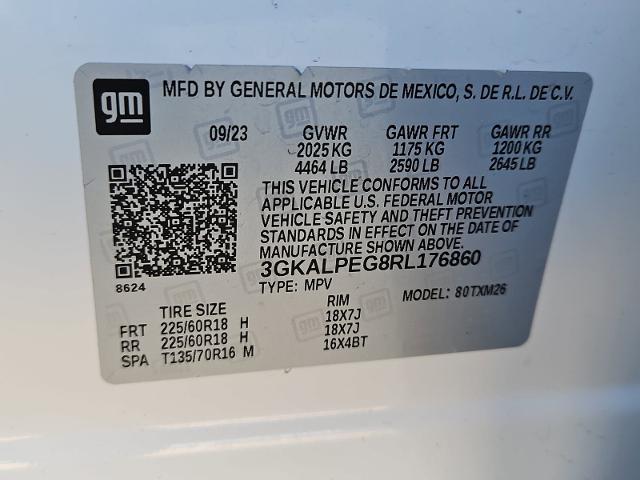 gm
MFD BY GENERAL MOTORS DE MEXICO, S. DE R.L. DE C.V.
09/23 GVWR GAWR FRT GAWR RR
2025 KG 1175 KG 1200 KG
4464 LB 2590 LB 2645 LB
THIS VEHICLE CONFORMS TO ALL
APPLICABLE U.S. FEDERAL MOTOR
VEHICLE SAFETY AND THEFT PREVENTION
STANDARDS IN EFFECT ON THE DATE OF
MANUFACTURE SHOWN ABOVE.
3GKALPEG8RL176860
8624
TYPE: MPV MODEL: 80TXM26
TIRE SIZE RIM
FRT 225/60R18 H 18X7J
RR 225/60R18 H 18X7J
SPA T135/70R16 M 16X4BT